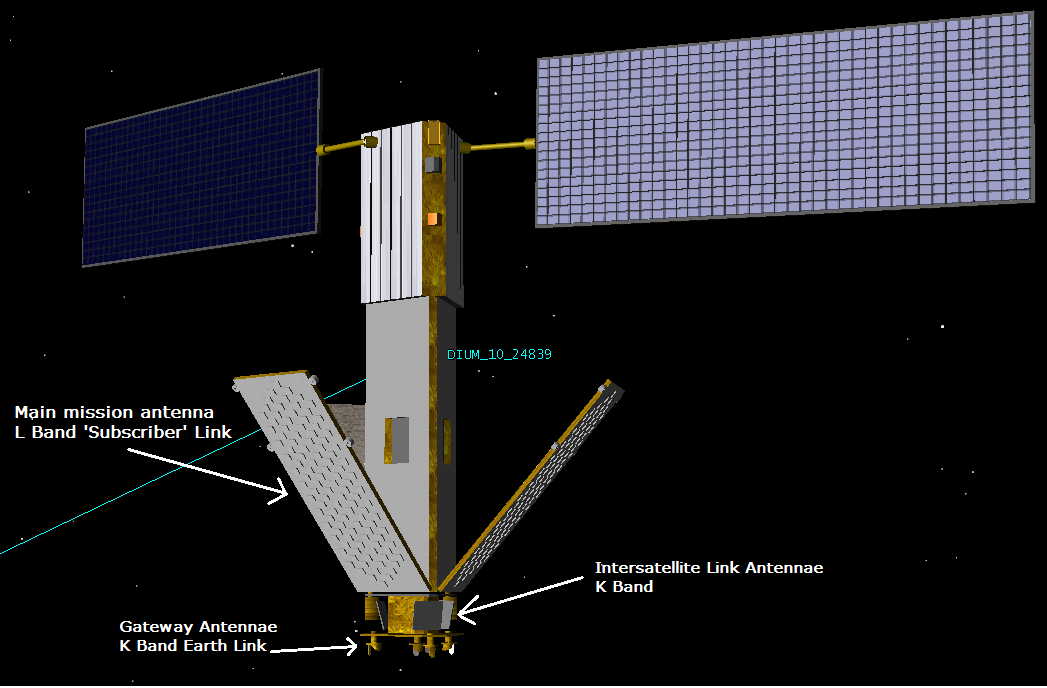 DIUM_10_24839
Main mission antenna
L Band 'Subscriber' Link
Intersatellite Link Antennae
K Band
Gateway Antennae
K Band Earth Link